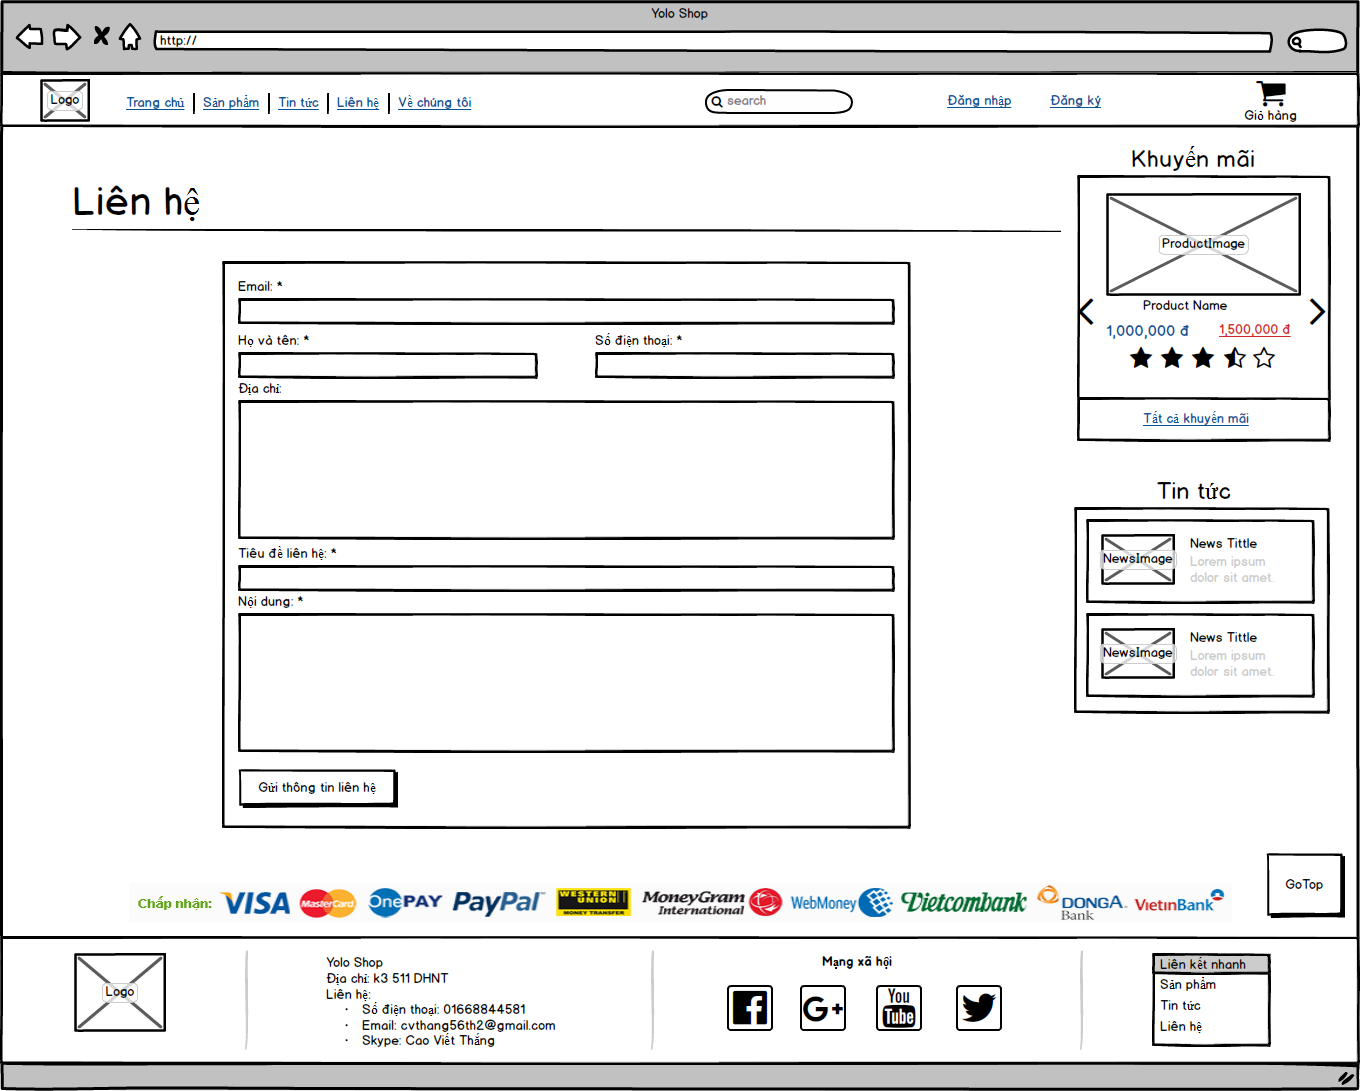 Yolo Shop
http://
Logo
Trang chủ
Sản phẩm
Tin tức
Liên hệ
Về chúng tôi
search
Đăng nhập
Đăng ký
Giỏ hàng
Liên hệ
Email: *
Họ và tên: *
Số điện thoại: *
Địa chỉ:
Tiêu đề liên hệ: *
Nội dung: *
Gửi thông tin liên hệ
Khuyến mãi
ProductImage
Product Name
1,000,000 đ
1,500,000 đ
Tất cả khuyến mãi
Tin tức
NewsImage
News Tittle
Lorem ipsum
dolor sit amet.
NewsImage
News Tittle
Lorem ipsum
dolor sit amet.
GoTop
Chấp nhận:
VISA
MasterCard
OnePAY
PayPal
WESTERN UNION
MONEY TRANSFER
MoneyGram
International
WebMoney
Vietcombank
DONGA
Bank
VietinBank
Logo
Yolo Shop
Địa chỉ: k3 511 DHNT
Liên hệ:
· Số điện thoại: 01668844581
· Email: cvthang56th2@gmail.com
· Skype: Cao Viết Thắng
Mạng xã hội
G+
You
Tube
Liên kết nhanh
Sản phẩm
Tin tức
Liên hệ